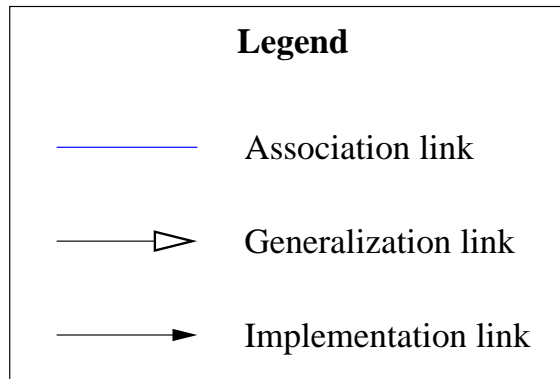 Legend
Association link
Generalization link
Implementation link